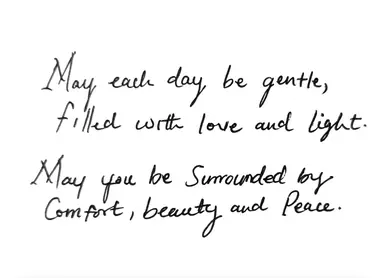 May each day be gentle,
filled with love and light.
May you be Surrounded by
Comfort, beauty and Peace.